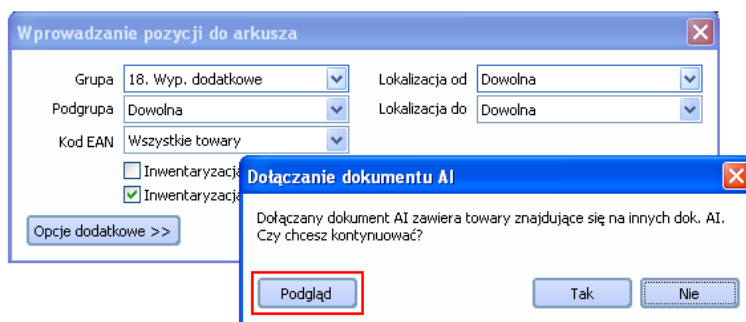 Wprowadzanie pozycji do arkusza
Grupa 18. Wyp. dodatkowe Lokalizacja od Dowolna
Podgrupa Dowolna Lokalizacja do Dowolna
Kod EAN Wszystkie towary
Inwentaryzacja
Inwentaryzacja
Opcje dodatkowe >>
Dołączanie dokumentu AI
Dołączany dokument AI zawiera towary znajdujące się na innych dok. AI.
Czy chcesz kontynuować?
Podgląd Tak Nie